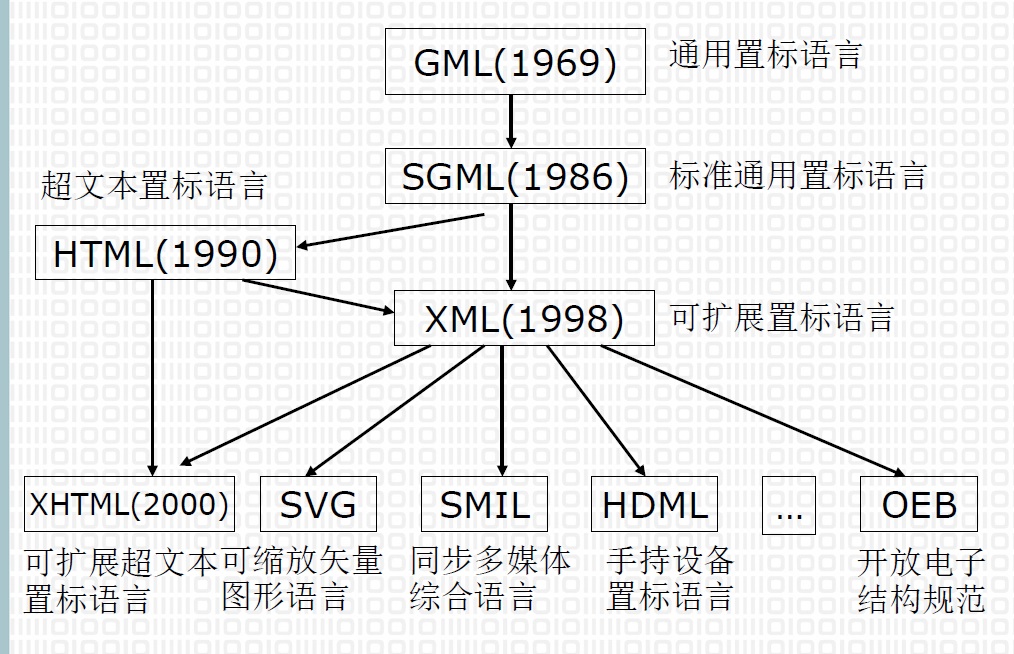 GML(1969)
通用置标语言
SGML(1986)
标准通用置标语言
超文本置标语言
HTML(1990)
XML(1998)
可扩展置标语言
XHTML(2000)
SVG
SMIL
HDML
...
OEB
可扩展超文本
置标语言
可缩放矢量
图形语言
同步多媒体
综合语言
手持设备
置标语言
开放电子
结构规范